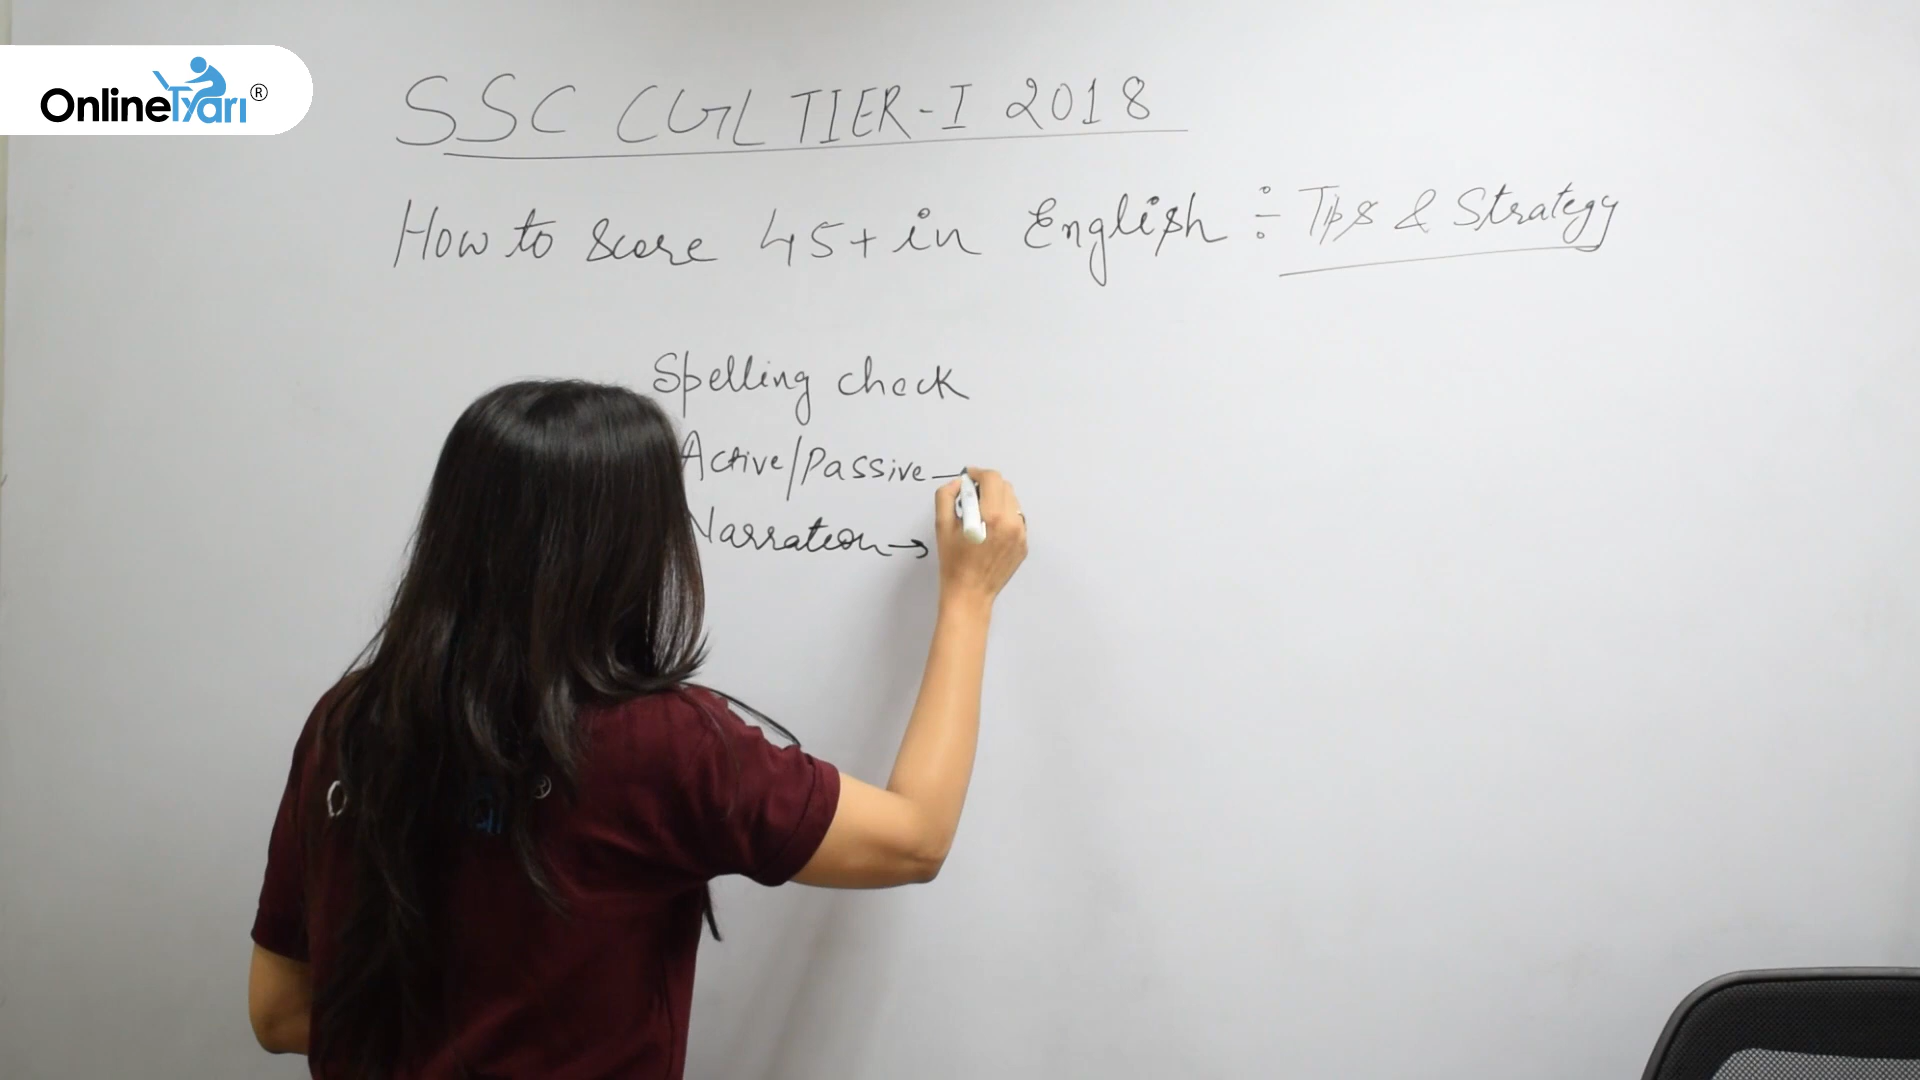 OnlineTyari®
SSC CGL TIER-I 2018
How to Score 45+ in English ÷ Tips & Strategy
Spelling check
Active/Passive —
Narration →
®